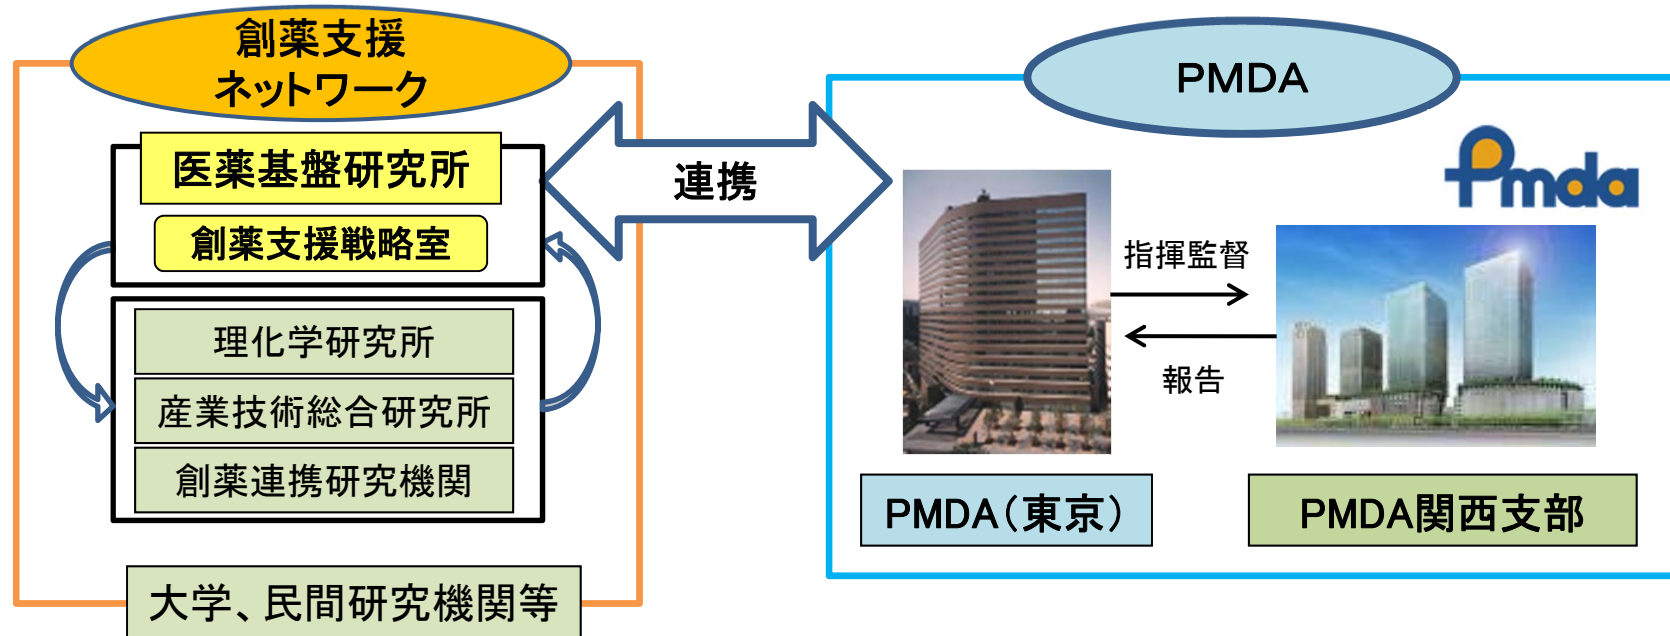 創薬支援
ネットワーク
医薬基盤研究所
創薬支援戦略室
理化学研究所
産業技術総合研究所
創薬連携研究機関
大学、民間研究機関等
連携
PMDA
Pmda
指揮監督
報告
PMDA（東京）
PMDA関西支部